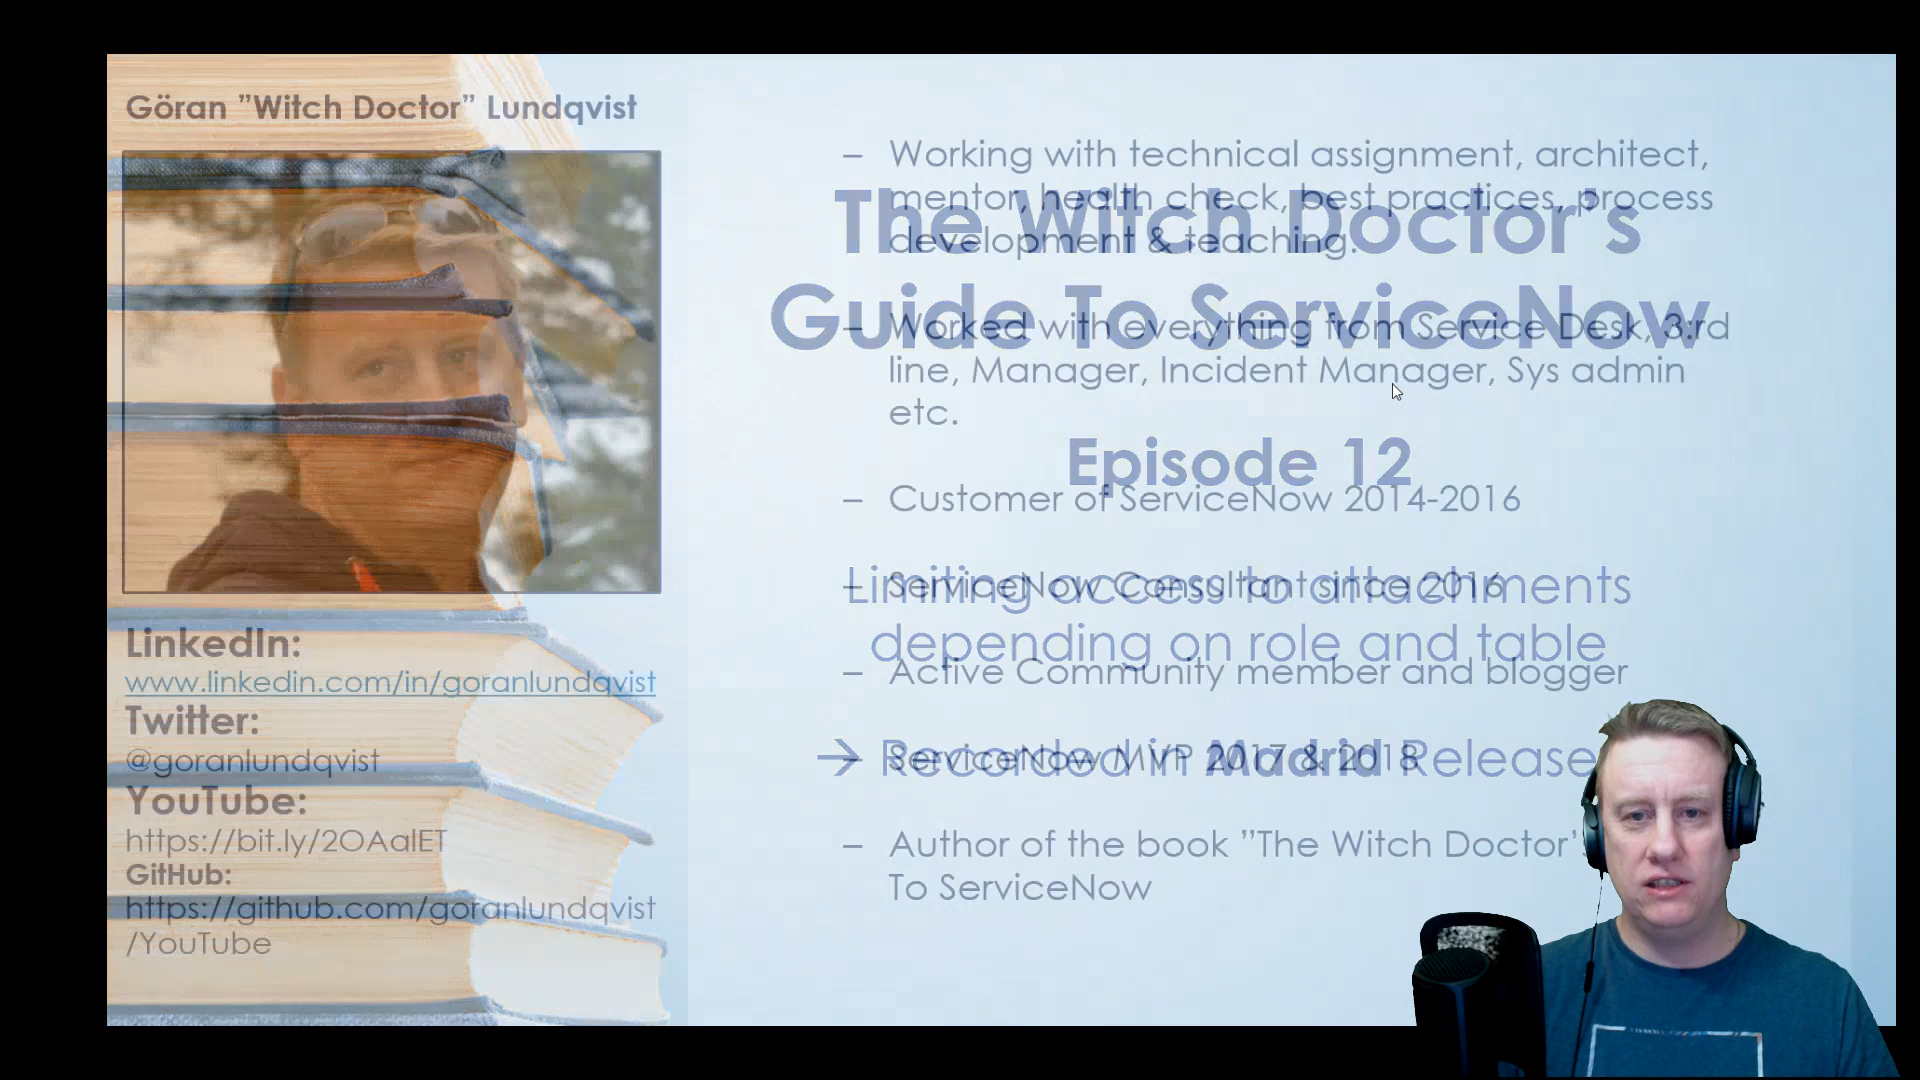 Göran ”Witch Doctor” Lundqvist
LinkedIn:
www.linkedin.com/in/goranlundqvist
Twitter:
@goranlundqvist
YouTube:
https://bit.ly/2OAalET
GitHub:
https://github.com/goranlundqvist
/YouTube
– Working with technical assignment, architect,
mentor, health check, best practices, process
development & teaching.
– Worked with everything from Service Desk, 3:rd
line, Manager, Incident Manager, Sys admin
etc.
– Customer of ServiceNow 2014-2016
– ServiceNow Consultant since 2016
– Active Community member and blogger
– ServiceNow MVP 2017 & 2018
– Author of the book ”The Witch Doctor’
To ServiceNow
The Witch Doctor’s
Guide To ServiceNow
Episode 12
Limiting access to attachments
depending on role and table
→ Recorded in Madrid Release